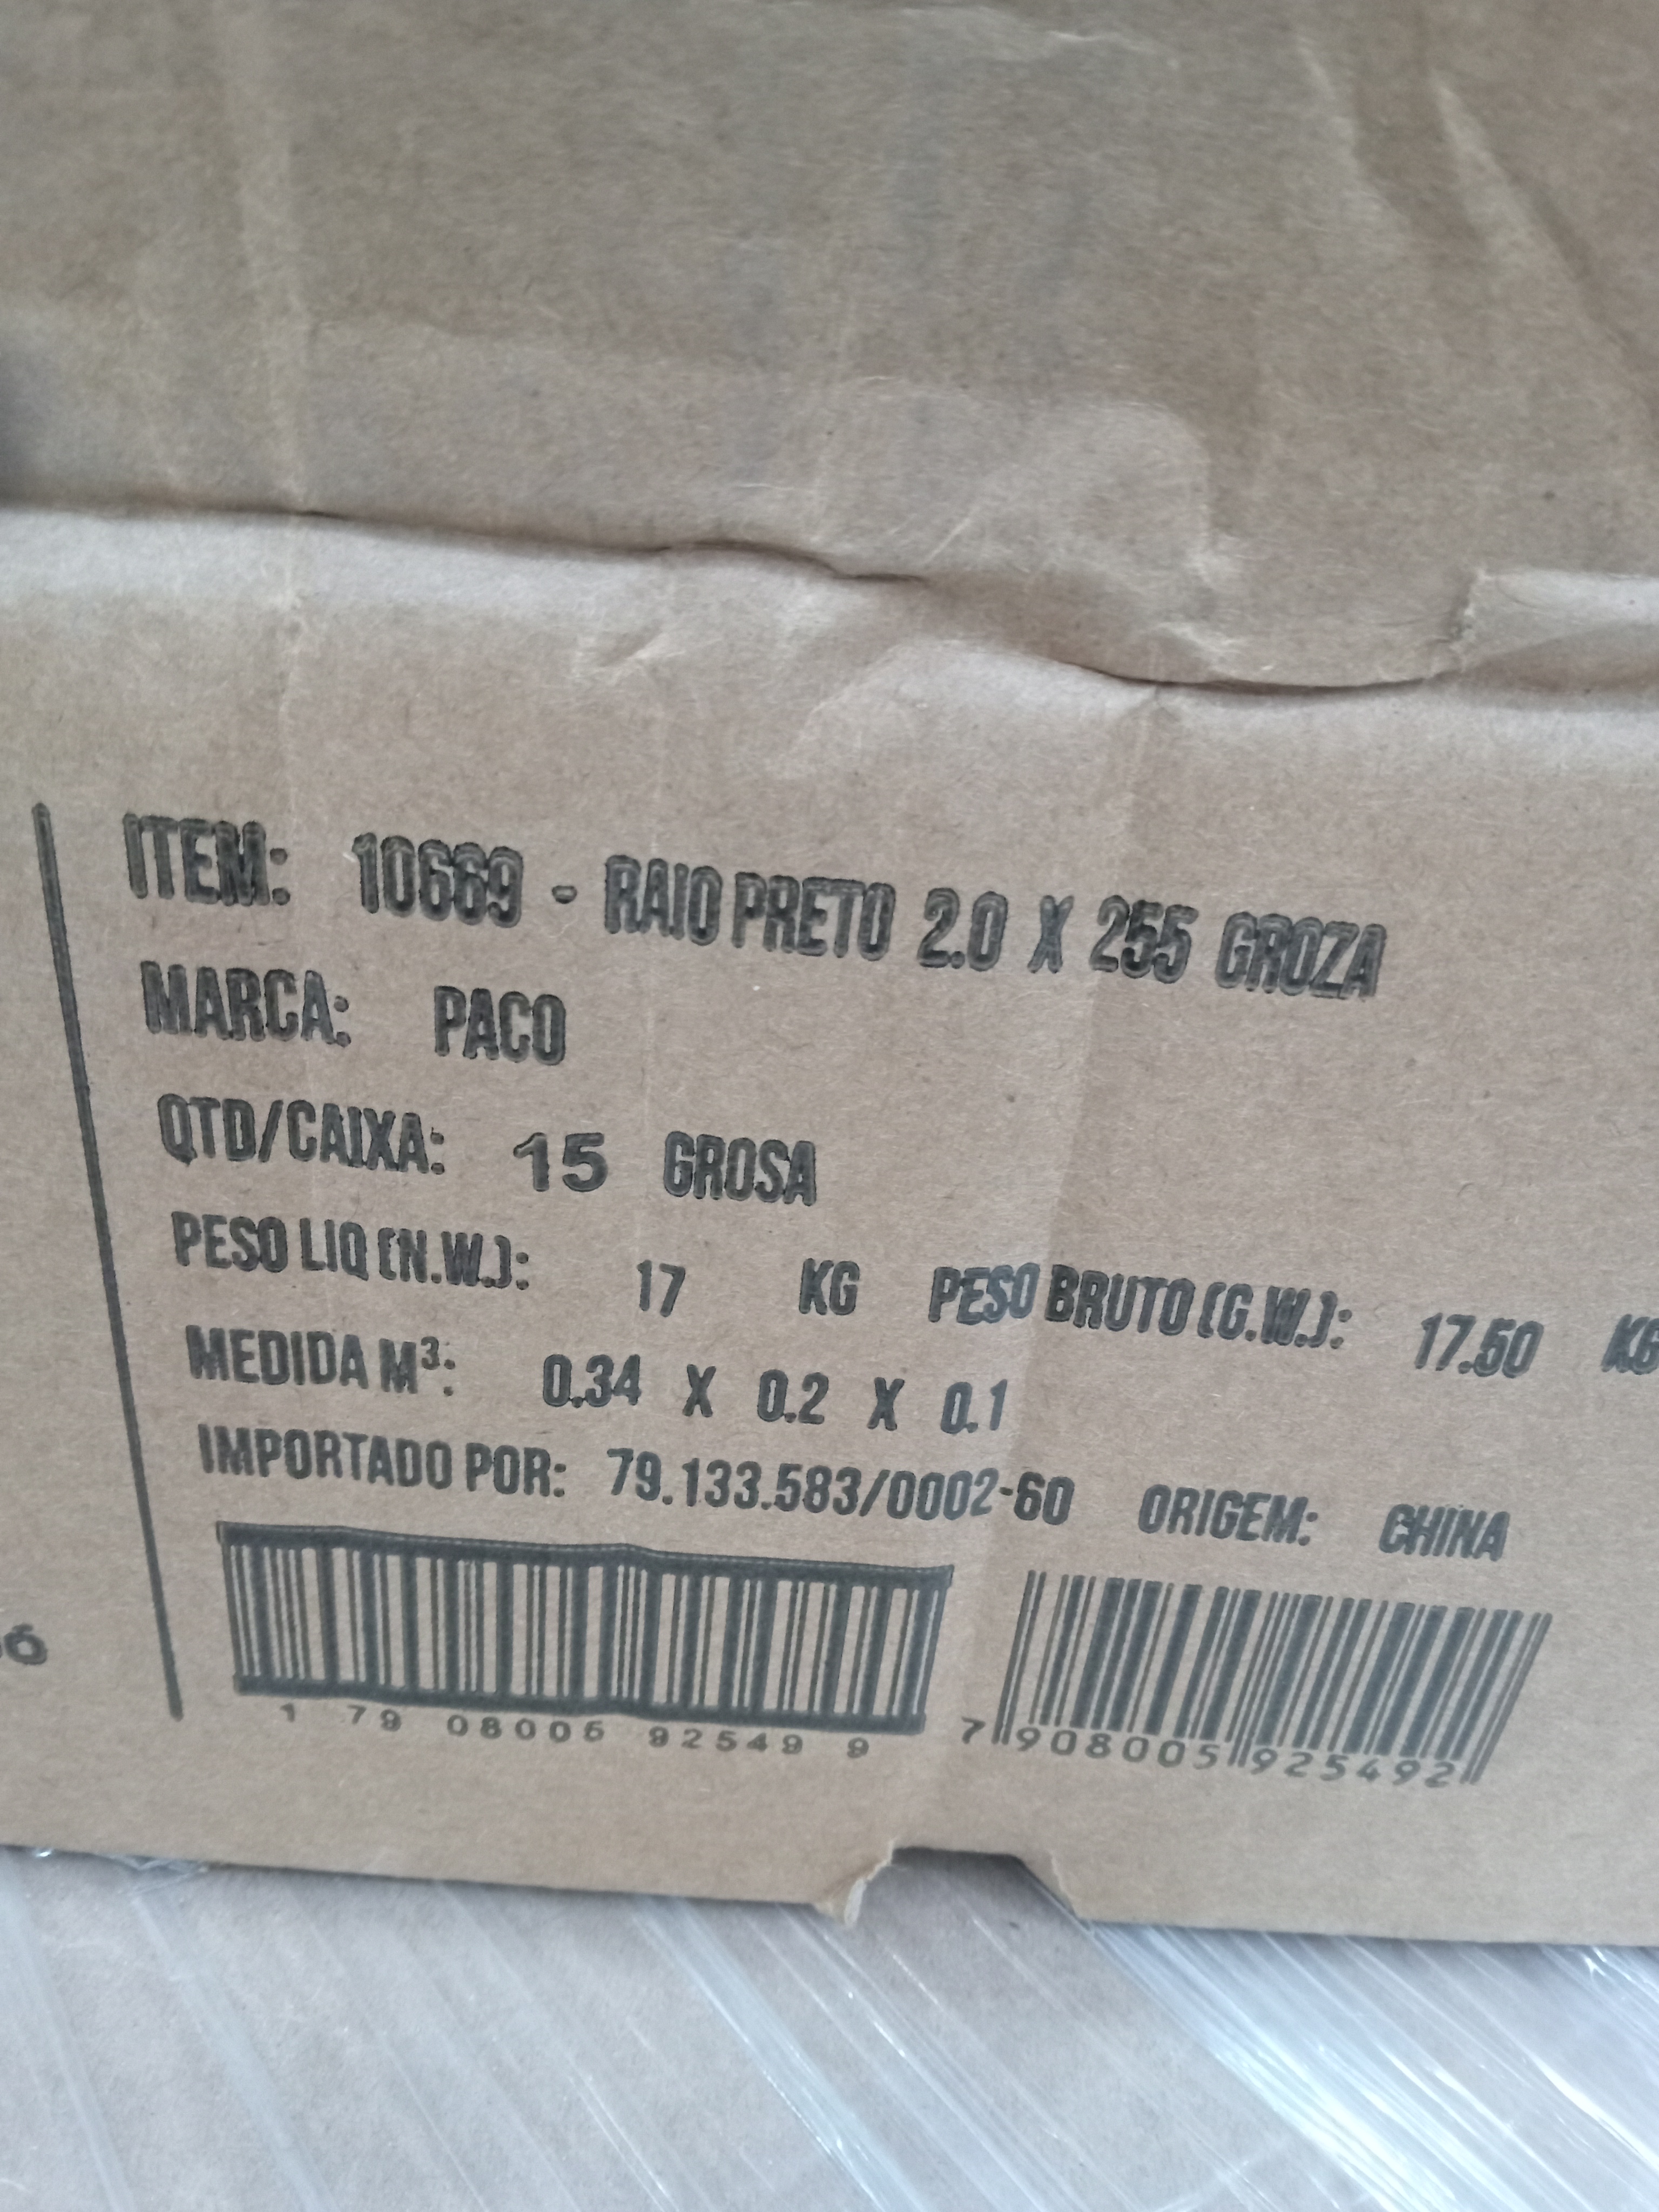 ITEM: 10669 - RAIO PRETO 2.0 X 255 GROZA
MARCA: PACO
QTD/CAIXA: 15 GROSA
PESO LIQ (N.W.): 17 KG PESO BRUTO (G.W.): 17.50 KG
MEDIDA M³: 0.34 X 0.2 X 0.1
IMPORTADO POR: 79.133.583/0002-60 ORIGEM: CHINA
1 79 08005 92549 9 7 908005 925492